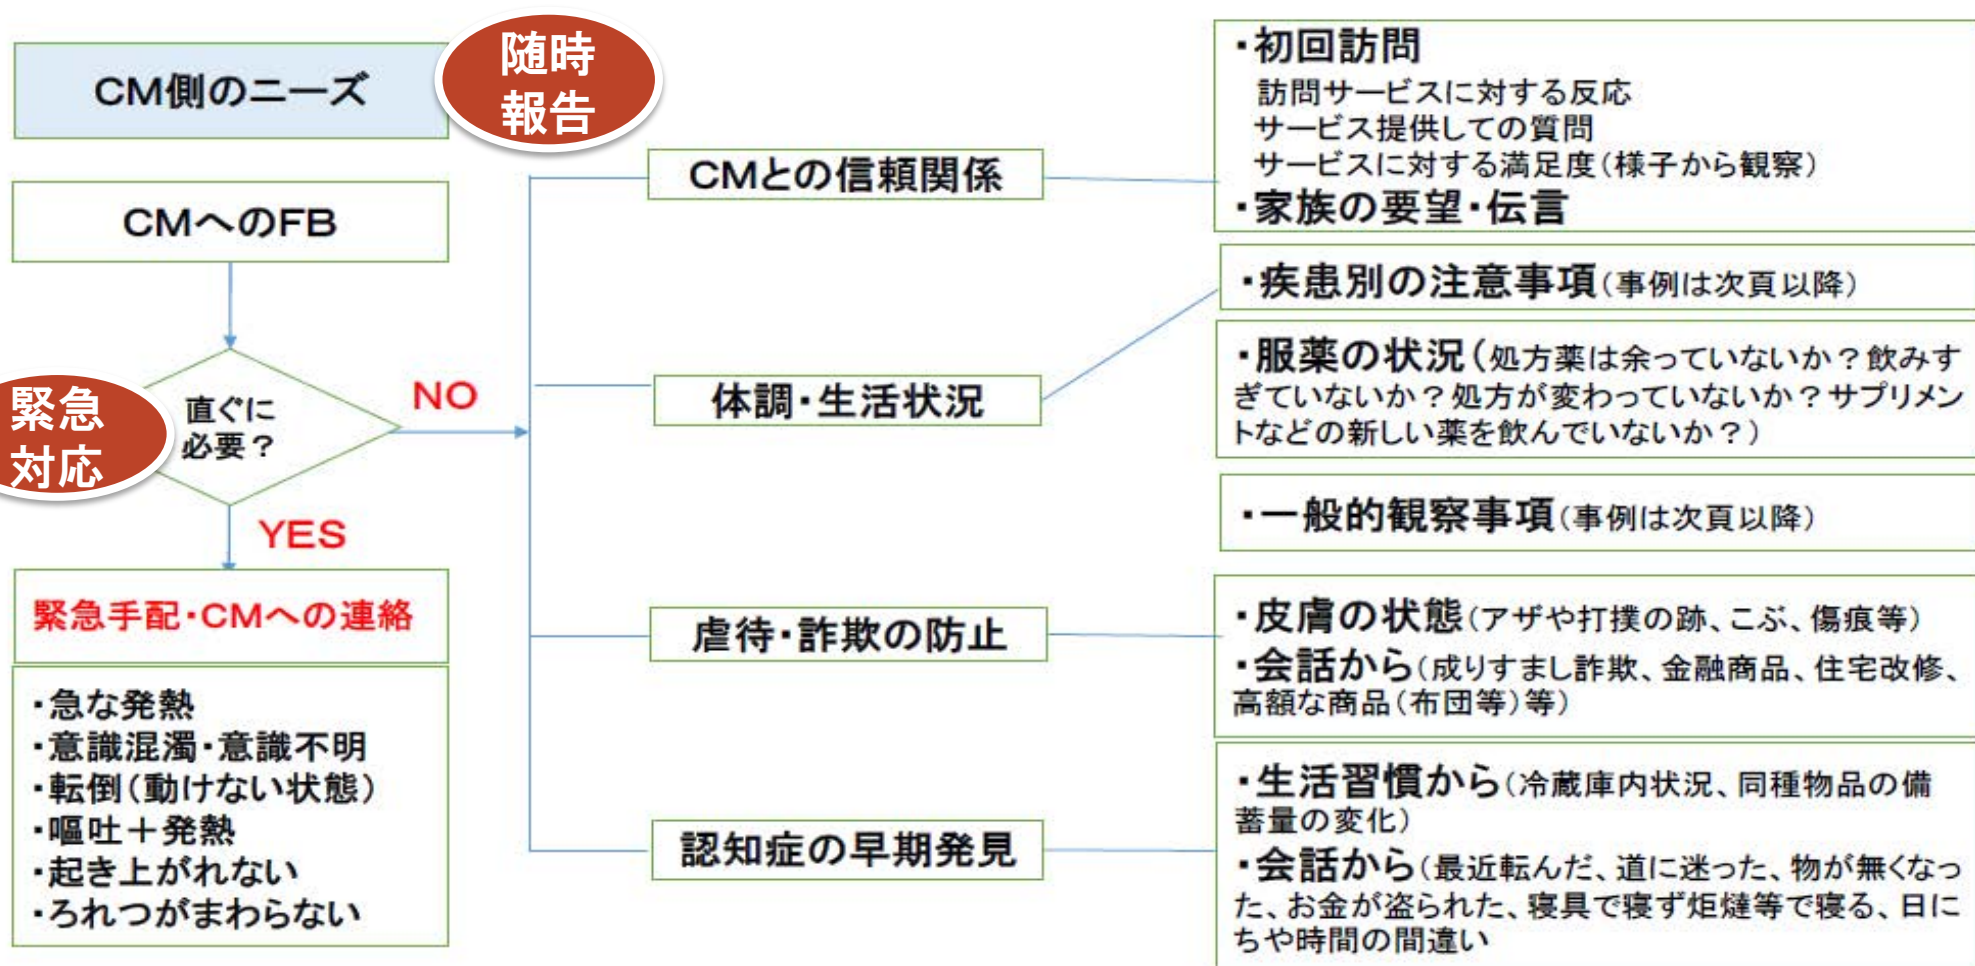 CM側のニーズ
随時
報告
CMへのFB
緊急
対応
直ぐに
必要？
NO
YES
緊急手配・CMへの連絡
・急な発熱
・意識混濁・意識不明
・転倒（動けない状態）
・嘔吐＋発熱
・起き上がれない
・ろれつがまわらない
CMとの信頼関係
・初回訪問
訪問サービスに対する反応
サービス提供しての質問
サービスに対する満足度（様子から観察）
・家族の要望・伝言
体調・生活状況
・疾患別の注意事項（事例は次頁以降）
・服薬の状況（処方薬は余っていないか？飲みす
ぎていないか？処方が変わっていないか？サプリメン
トなどの新しい薬を飲んでいないか？）
・一般的観察事項（事例は次頁以降）
虐待・詐欺の防止
・皮膚の状態（アザや打撲の跡、こぶ、傷痕等）
・会話から（成りすまし詐欺、金融商品、住宅改修、
高額な商品（布団等）等）
認知症の早期発見
・生活習慣から（冷蔵庫内状況、同種物品の備
蓄量の変化）
・会話から（最近転んだ、道に迷った、物が無くなっ
た、お金が盗られた、寝具で寝ず炬燵等で寝る、日に
ちや時間の間違い